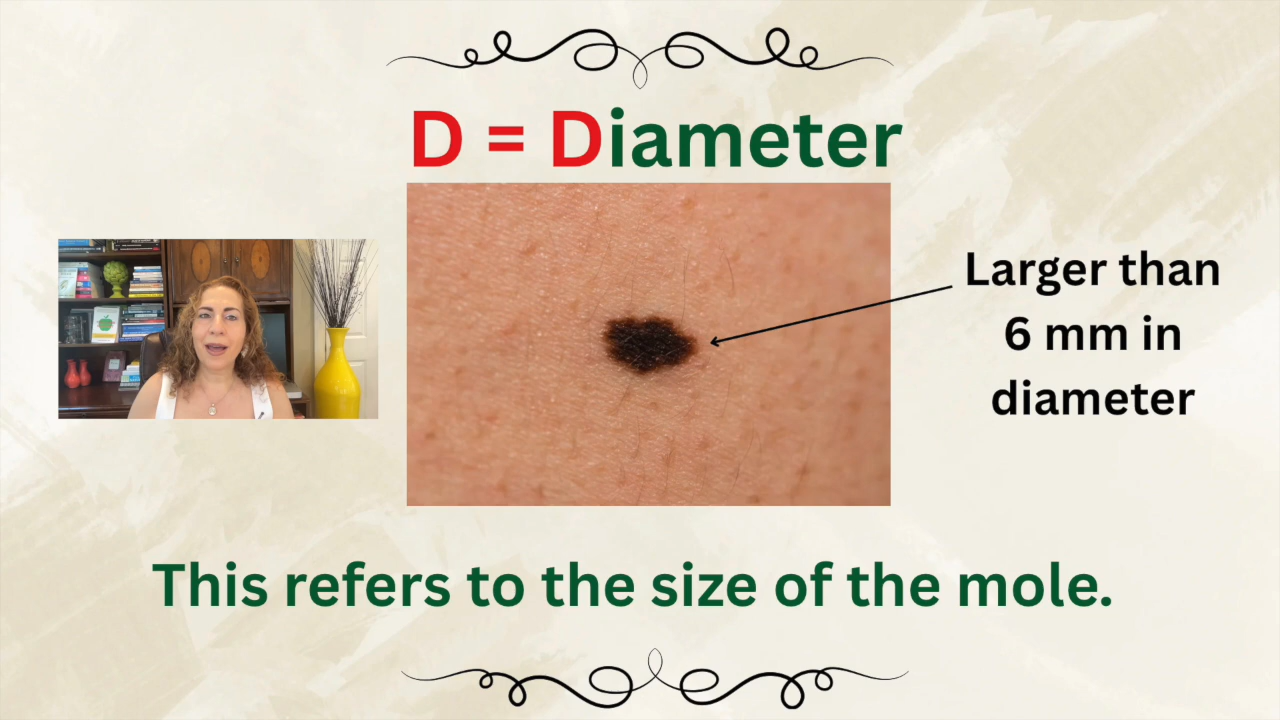 D = Diameter
Larger than
6 mm in
diameter
This refers to the size of the mole.